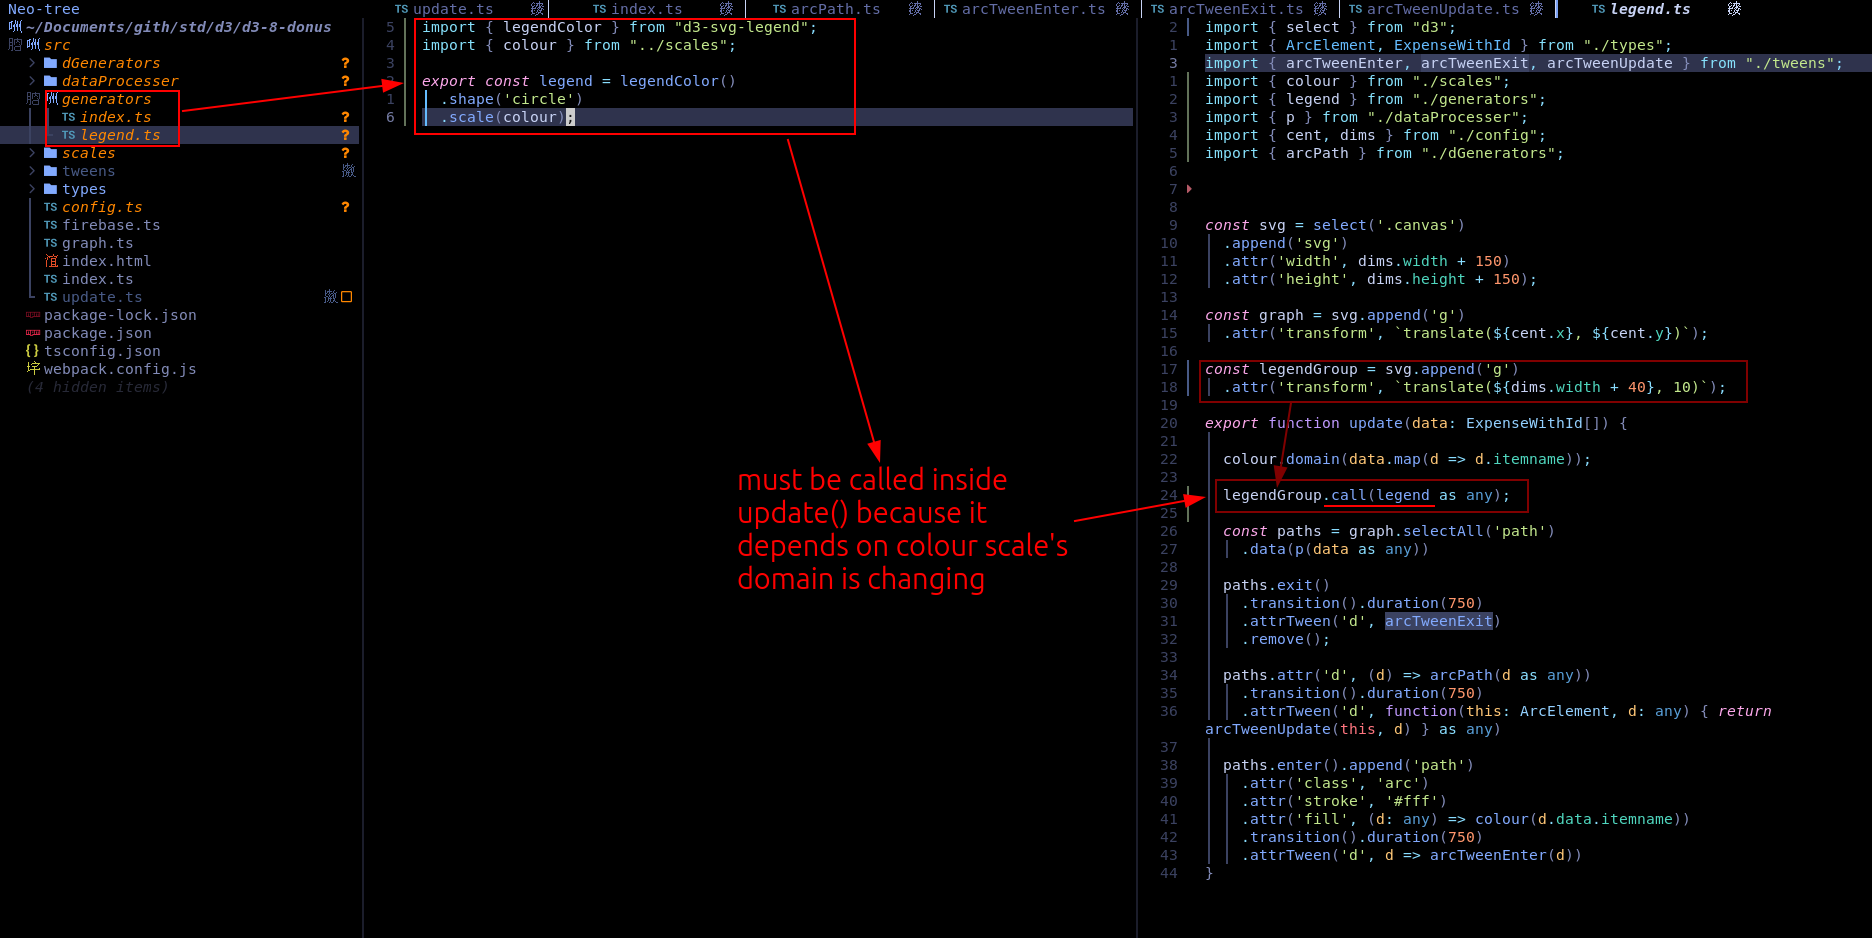 Neo-tree
~/Documents/gith/std/d3/d3-8-donus
src
dGenerators ?
dataProcesser ?
generators
TS index.ts ?
TS legend.ts ?
scales ?
tweens
types
TS config.ts ?
TS firebase.ts
TS graph.ts
index.html
TS index.ts
TS update.ts
package-lock.json
package.json
{} tsconfig.json
webpack.config.js
(4 hidden items)
TS update.ts TS index.ts TS arcPath.ts TS arcTweenEnter.ts TS arcTweenExit.ts TS arcTweenUpdate.ts TS legend.ts
5 import { legendColor } from "d3-svg-legend";
4 import { colour } from "../scales";
3
2 export const legend = legendColor()
1 .shape('circle')
6 .scale(colour);
must be called inside
update() because it
depends on colour scale's
domain is changing
2 import { select } from "d3";
1 import { ArcElement, ExpenseWithId } from "./types";
3 import { arcTweenEnter, arcTweenExit, arcTweenUpdate } from "./tweens";
1 import { colour } from "./scales";
2 import { legend } from "./generators";
3 import { p } from "./dataProcesser";
4 import { cent, dims } from "./config";
5 import { arcPath } from "./dGenerators";
6
7
8
9 const svg = select('.canvas')
10 .append('svg')
11 .attr('width', dims.width + 150)
12 .attr('height', dims.height + 150);
13
14 const graph = svg.append('g')
15 .attr('transform', `translate(${cent.x}, ${cent.y})`);
16
17 const legendGroup = svg.append('g')
18 .attr('transform', `translate(${dims.width + 40}, 10)`);
19
20 export function update(data: ExpenseWithId[]) {
21
22 colour.domain(data.map(d => d.itemname));
23
24 legendGroup.call(legend as any);
25
26 const paths = graph.selectAll('path')
27 .data(p(data as any))
28
29 paths.exit()
30 .transition().duration(750)
31 .attrTween('d', arcTweenExit)
32 .remove();
33
34 paths.attr('d', (d) => arcPath(d as any))
35 .transition().duration(750)
36 .attrTween('d', function(this: ArcElement, d: any) { return
arcTweenUpdate(this, d) } as any)
37
38 paths.enter().append('path')
39 .attr('class', 'arc')
40 .attr('stroke', '#fff')
41 .attr('fill', (d: any) => colour(d.data.itemname))
42 .transition().duration(750)
43 .attrTween('d', d => arcTweenEnter(d))
44 }